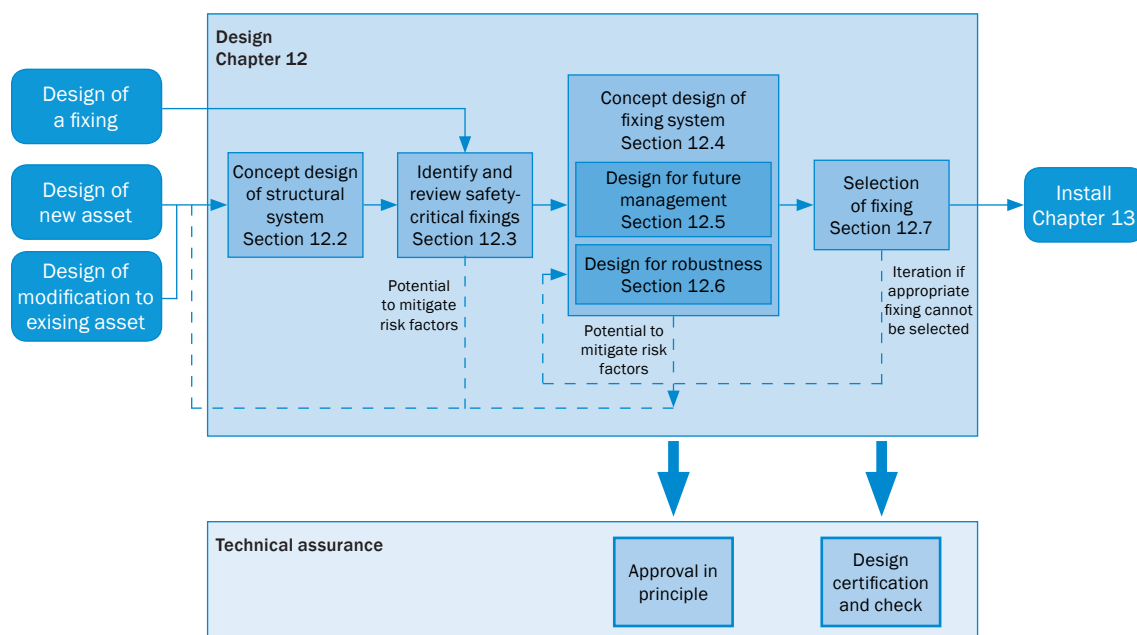 Design
Chapter 12
Design of
a fixing
Design of
new asset
Design of
modification to
exising asset
Concept design
of structural
system
Section 12.2
Identify and
review safety-
critical fixings
Section 12.3
Concept design of
fixing system
Section 12.4
Design for future
management
Section 12.5
Design for robustness
Section 12.6
Selection
of fixing
Section 12.7
Install
Chapter 13
Potential
to mitigate
risk factors
Potential to
mitigate risk
factors
Iteration if
appropriate
fixing cannot
be selected
Technical assurance
Approval in
principle
Design
certification
and check